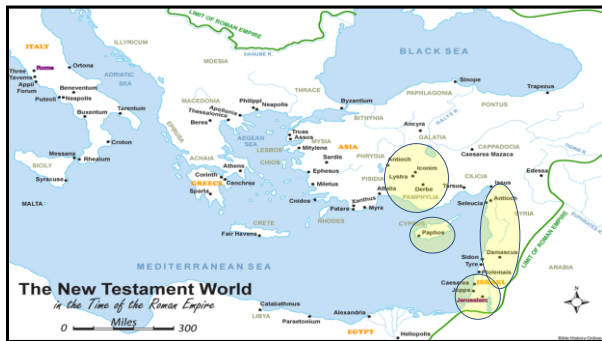 LIMIT OF ROMAN EMPIRE
DANUBE R.
ILLYRICUM
MOESIA
BLACK SEA
ITALY
Rome
Three
Taverns
Appii
Forum
Ortona
ADRIATIC
SEA
Beneventum
Puteoli
Neapolis
Buxentum
Tarentum
Croton
Messana
Rhegium
SICILY
Syracuse
MALTA
MACEDONIA
Apollonia
Thessalonica
Berea
Philippi
Neapolis
THRACE
Byzantium
EPIRUS
AEGEAN
SEA
ACHAIA
Athens
Corinth
GREECE
Cenchrea
Sparta
Troas
Assos
MYSIA
LESBOS
Mitylene
CHIOS
Sardis
ASIA
Ephesus
Miletus
Cnidos
Patara
Xanthus
Myra
RHODES
CRETE
Fair Havens
BITHYNIA
PAPHLAGONIA
Sinope
PONTUS
Trapezus
HALYS R.
Ancyra
GALATIA
CAPPADOCIA
Caesarea Mazaca
PHRYGIA
Antioch
Iconim
Lystra
PISIDIA
Derbe
Attalia
PAMPHYLIA
Tarsus
CILICIA
Issus
Edessa
TIGRIS R.
EUPHRATES R.
Seleucia
Antioch
SYRIA
CYPRUS
Paphos
Damascus
Sidon
Tyre
Ptolemais
Caesarea
ISRAEL
Joppa
Jerusalem
LIMIT OF ROMAN EMPIRE
ARABIA
MEDITERRANEAN SEA
The New Testament World
in the Time of the Roman Empire
0 Miles 300
Catabathmus
LIBYA
Paraetonium
Alexandria
EGYPT
Heliopolis
Bible History Online